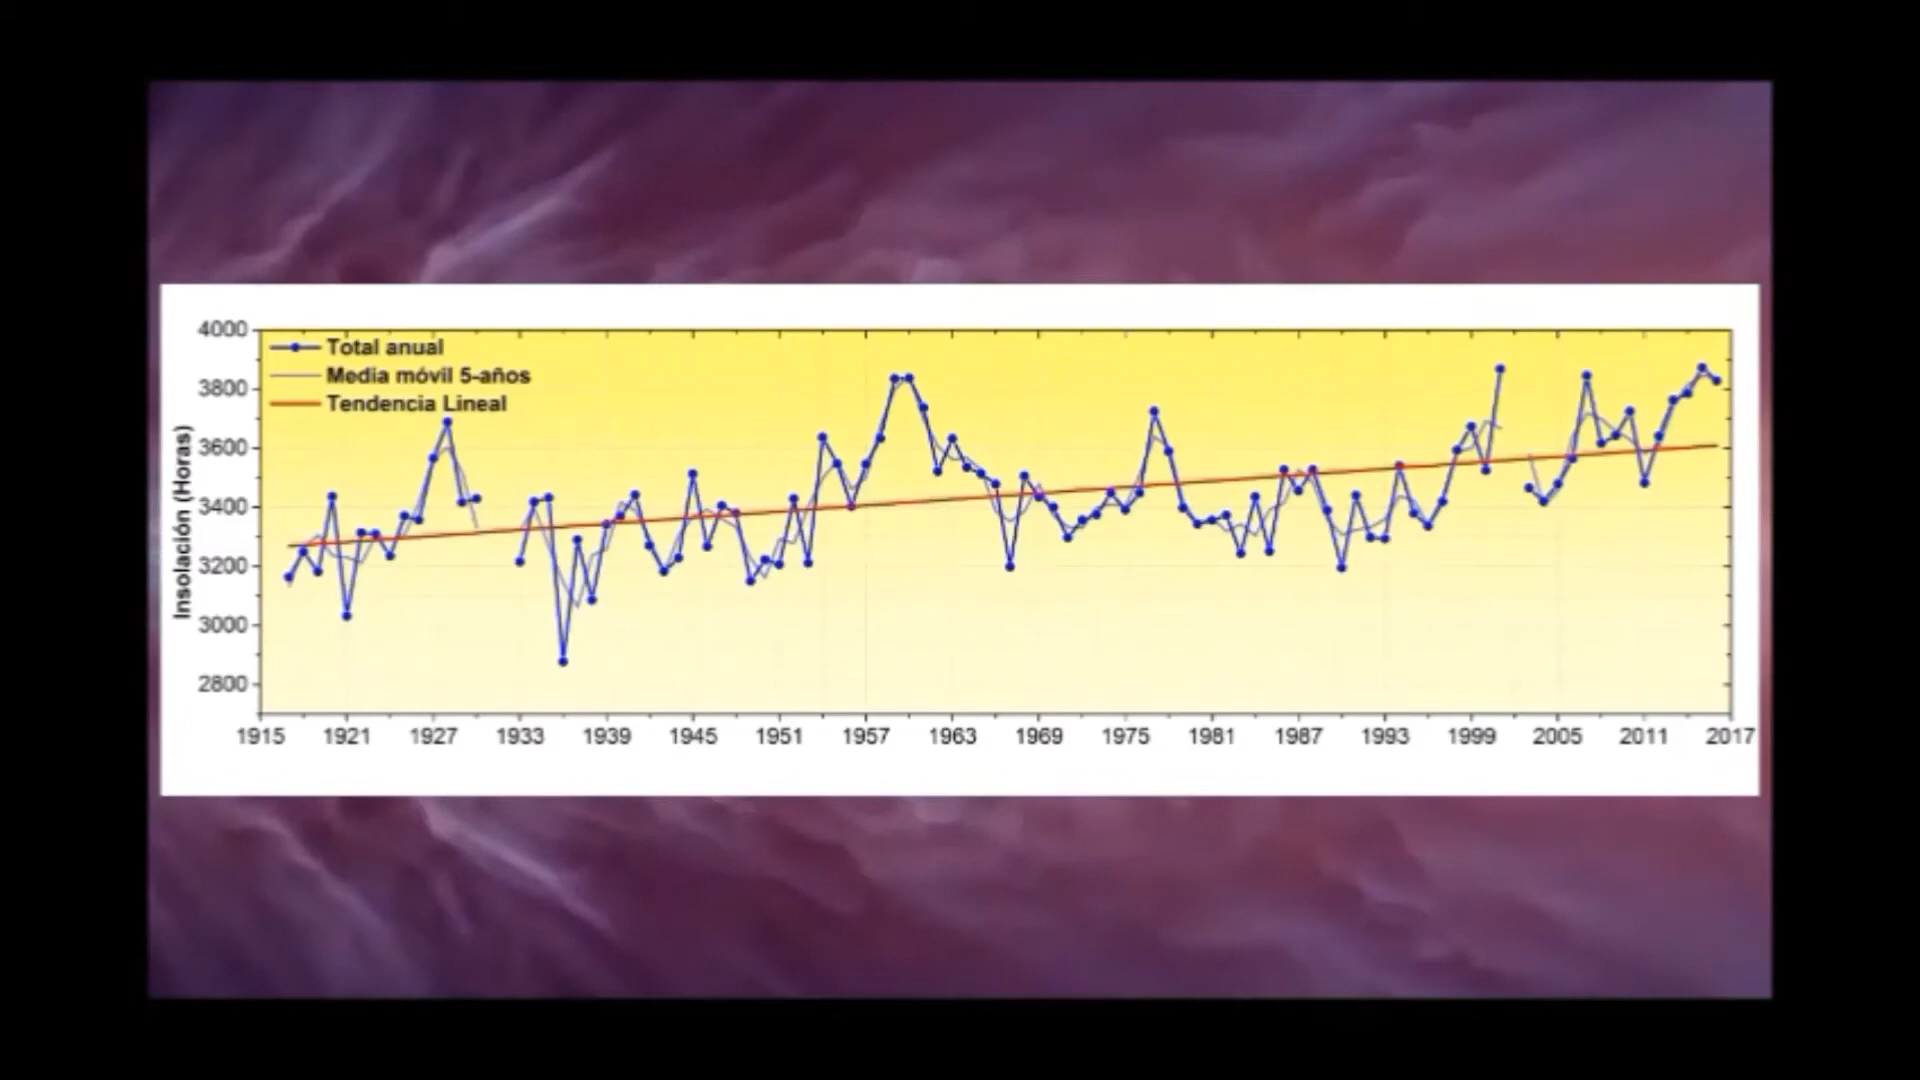 Total anual
Media móvil 5-años
Tendencia Lineal
Insolación (Horas)
4000
3800
3600
3400
3200
3000
2800
1915 1921 1927 1933 1939 1945 1951 1957 1963 1969 1975 1981 1987 1993 1999 2005 2011 2017